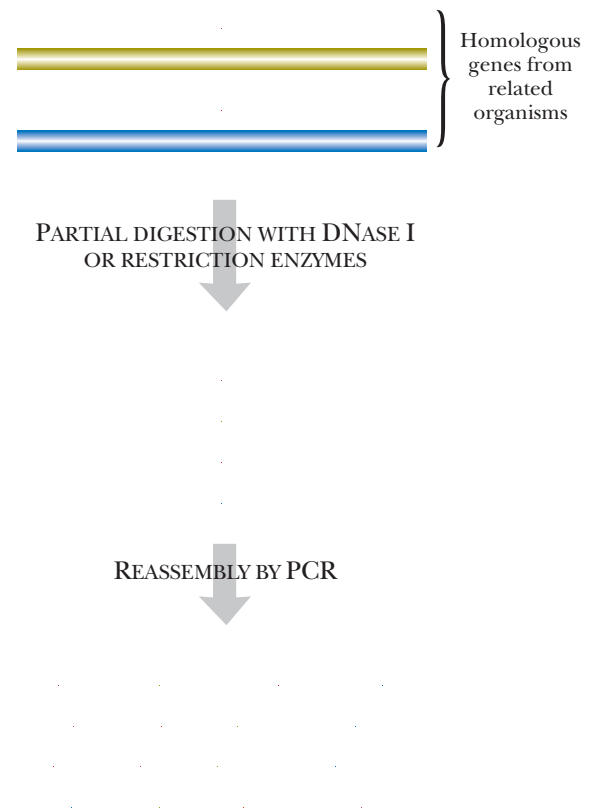 Homologous
genes from
related
organisms
PARTIAL DIGESTION WITH DNASE I
OR RESTRICTION ENZYMES
REASSEMBLY BY PCR